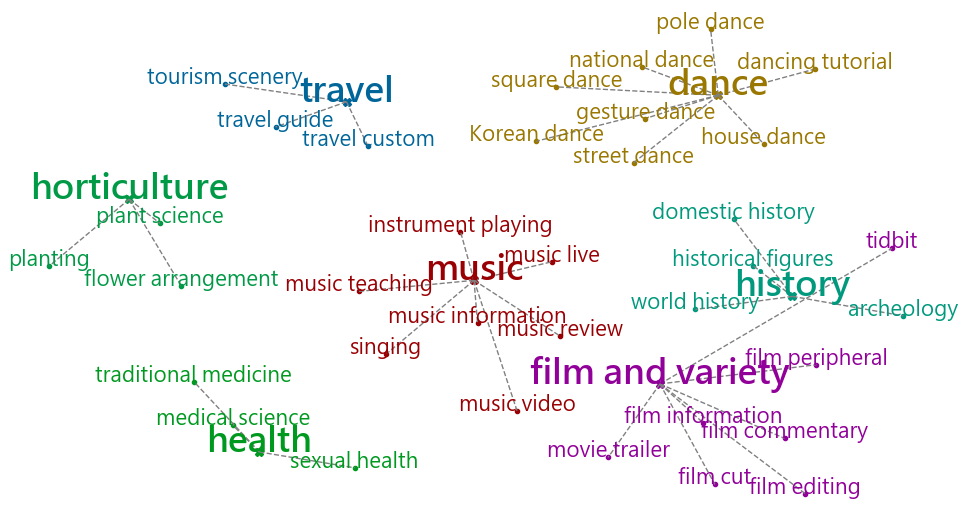 pole dance
national dance
dancing tutorial
tourism scenery
travel
square dance
dance
travel guide
gesture dance
travel custom
Korean dance
house dance
street dance
horticulture
plant science
planting
flower arrangement
instrument playing
domestic history
tidbit
music live
historical figures
music
music teaching
history
world history
archeology
music information
music review
singing
film peripheral
film and variety
traditional medicine
music video
medical science
film information
film commentary
health
movie trailer
sexual health
film cut
film editing